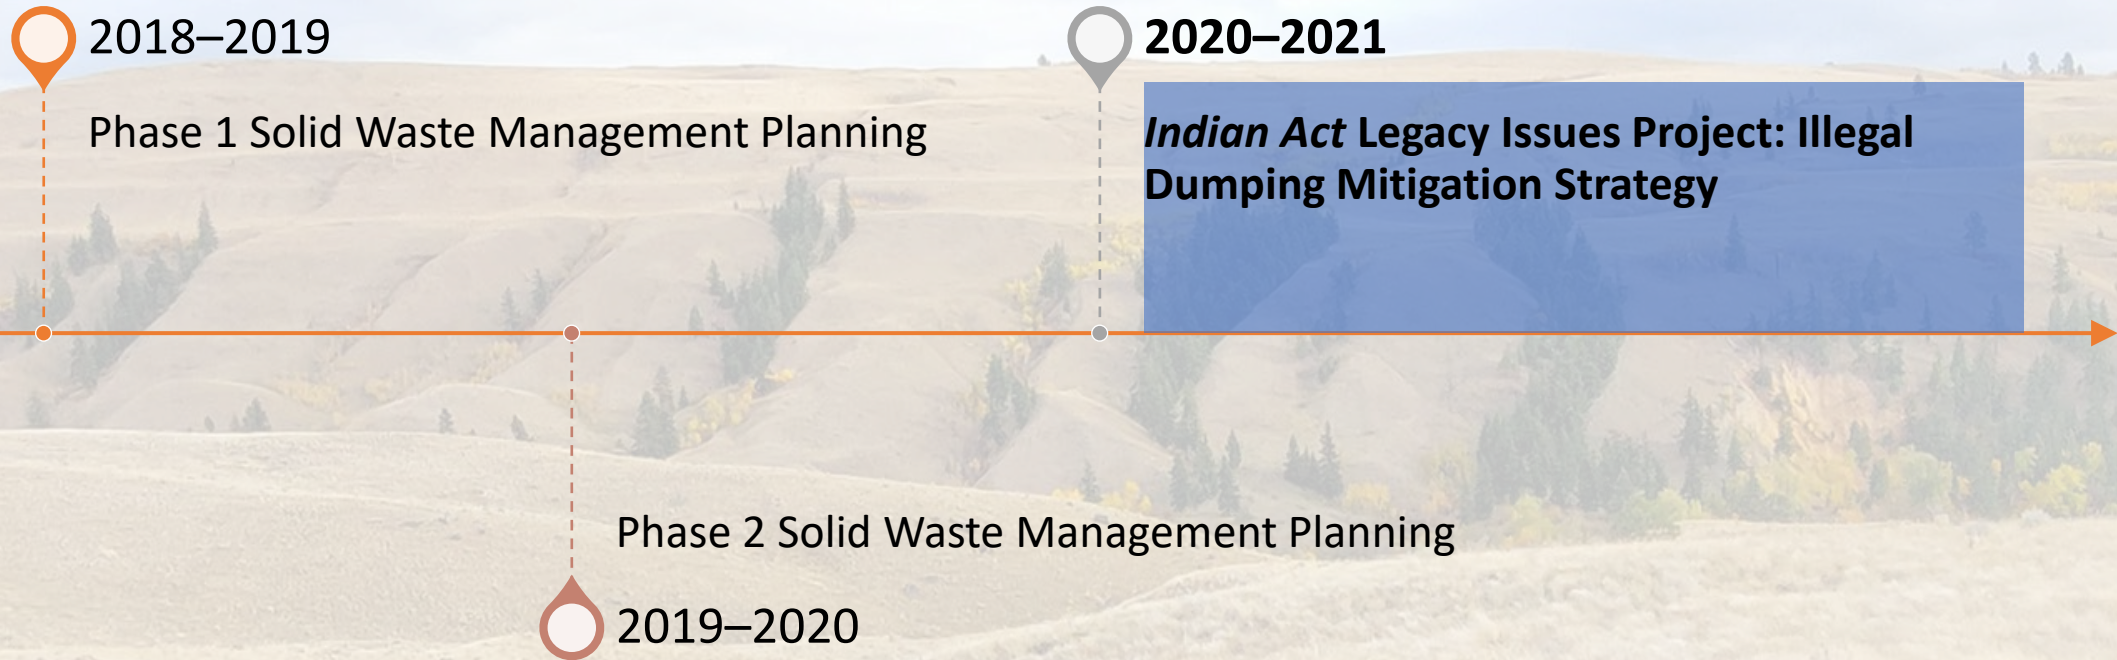 2018–2019
Phase 1 Solid Waste Management Planning
2020–2021
Indian Act Legacy Issues Project: Illegal
Dumping Mitigation Strategy
Phase 2 Solid Waste Management Planning
2019–2020